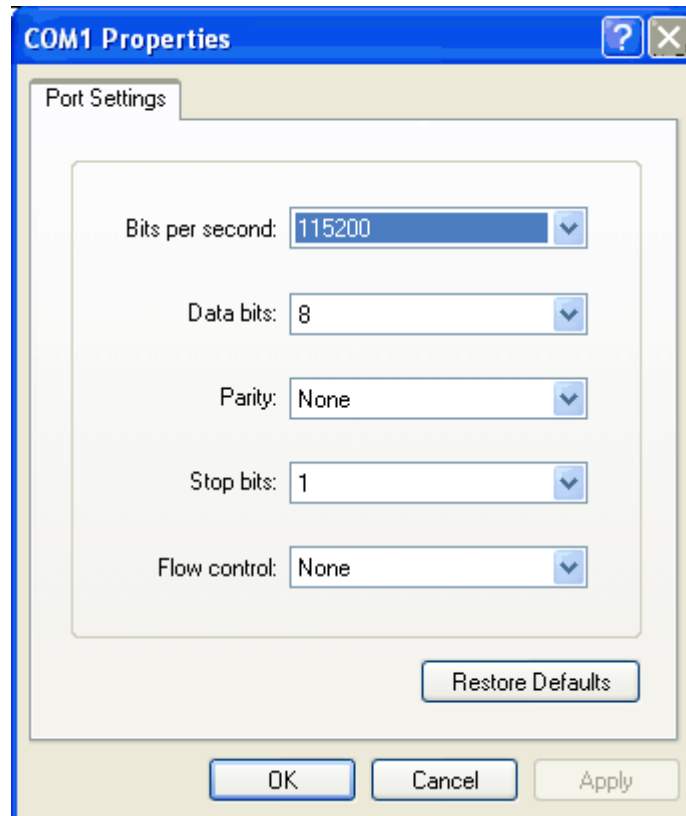 COM1 Properties
Port Settings
Bits per second: 115200
Data bits: 8
Parity: None
Stop bits: 1
Flow control: None
Restore Defaults
OK Cancel Apply